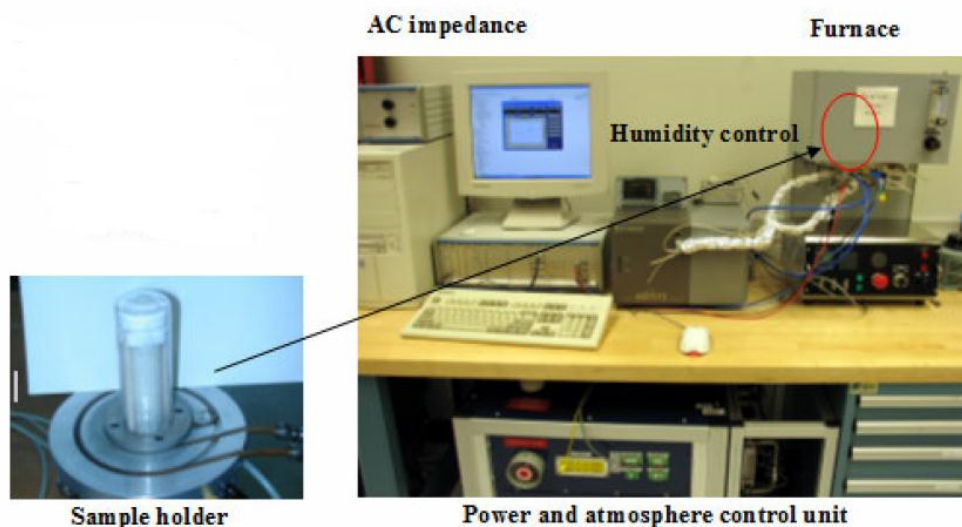 AC impedance
Furnace
Humidity control
Sample holder
Power and atmosphere control unit